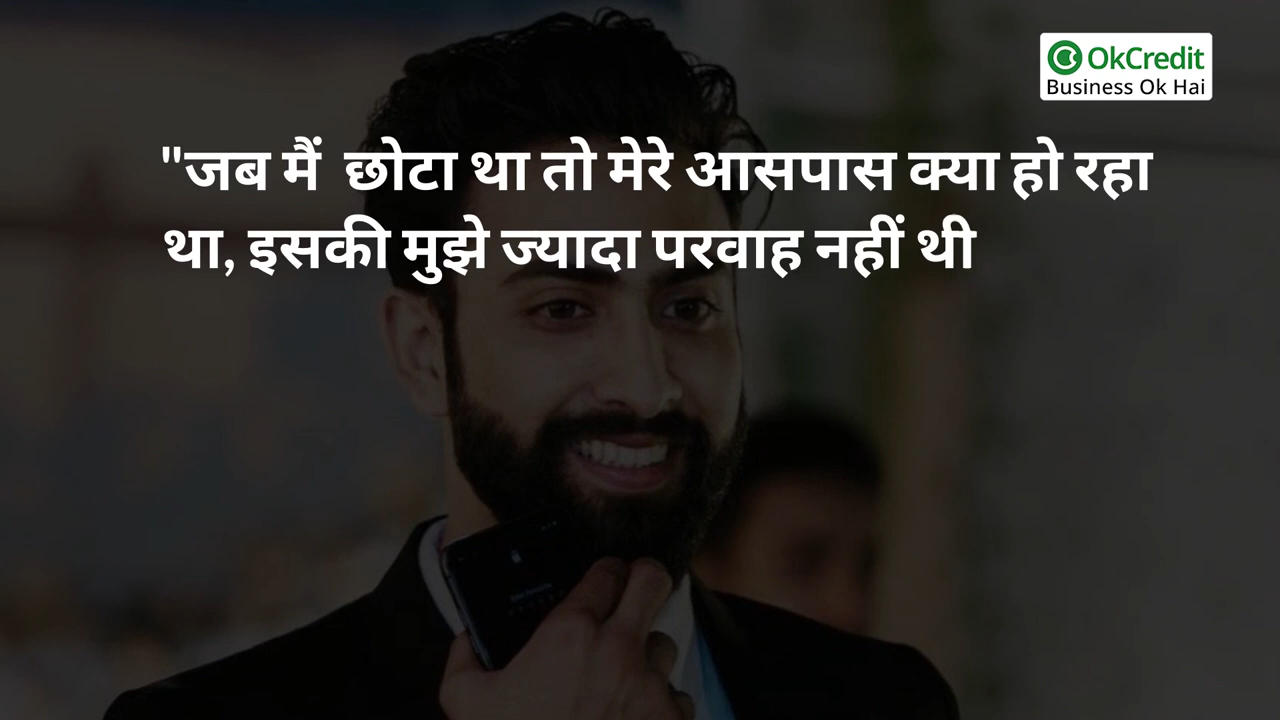 OkCredit
Business Ok Hai
"जब मैं छोटा था तो मेरे आसपास क्या हो रहा
था, इसकी मुझे ज्यादा परवाह नहीं थी